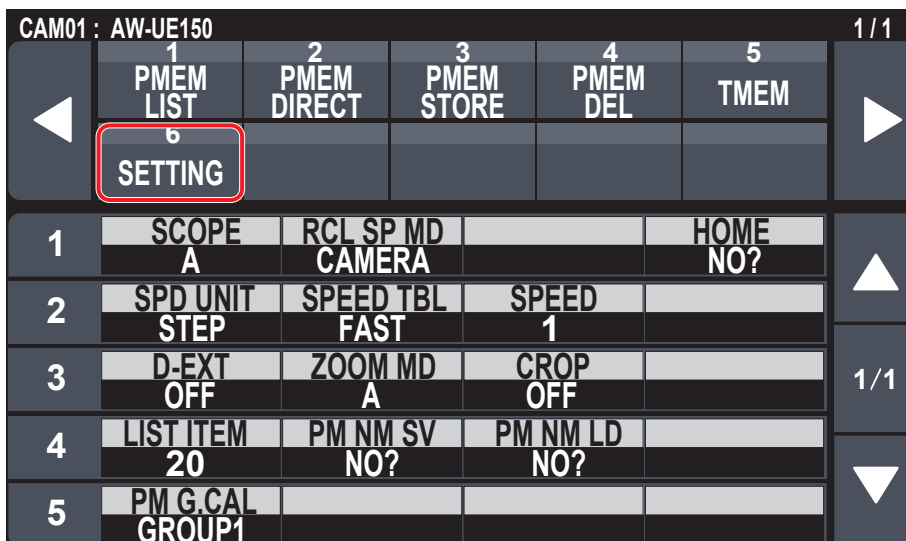 CAM01 : AW-UE150 1 / 1
1 2 3 4 5
PMEM PMEM PMEM PMEM TMEM
LIST DIRECT STORE DEL
6
SETTING
1 SCOPE RCL SP MD HOME
A CAMERA NO?
2 SPD UNIT SPEED TBL SPEED
STEP FAST 1
3 D-EXT ZOOM MD CROP 1/1
OFF A OFF
4 LIST ITEM PM NM SV PM NM LD
20 NO? NO?
5 PM G.CAL
GROUP1